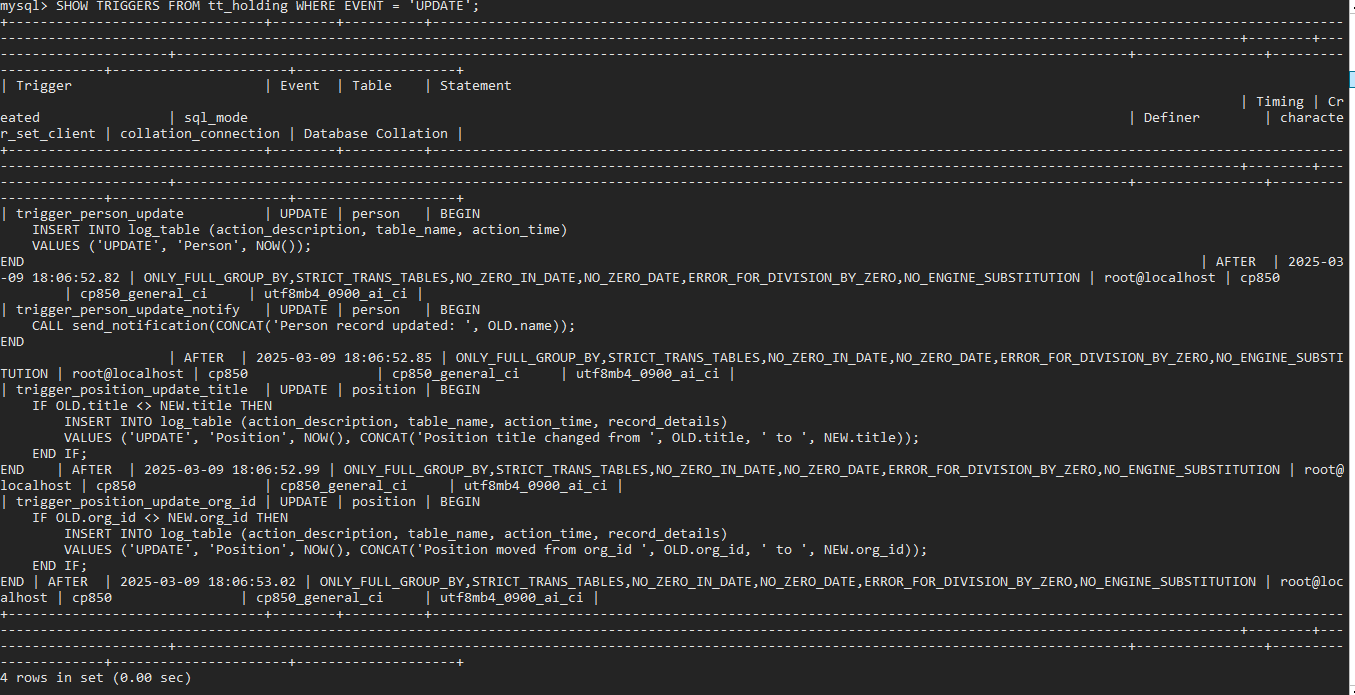 mysql> SHOW TRIGGERS FROM tt_holding WHERE EVENT = 'UPDATE';
| Trigger | Event | Table | Statement
| Timing | Cr
eated | sql_mode | Definer | characte
r_set_client | collation_connection | Database Collation |
| trigger_person_update | UPDATE | person | BEGIN
INSERT INTO log_table (action_description, table_name, action_time)
VALUES ('UPDATE', 'Person', NOW());
END | AFTER | 2025-03
-09 18:06:52.82 | ONLY_FULL_GROUP_BY,STRICT_TRANS_TABLES,NO_ZERO_IN_DATE,NO_ZERO_DATE,ERROR_FOR_DIVISION_BY_ZERO,NO_ENGINE_SUBSTITUTION | root@localhost | cp850
| cp850_general_ci | utf8mb4_0900_ai_ci |
| trigger_person_update_notify | UPDATE | person | BEGIN
CALL send_notification(CONCAT('Person record updated: ', OLD.name));
END
| AFTER | 2025-03-09 18:06:52.85 | ONLY_FULL_GROUP_BY,STRICT_TRANS_TABLES,NO_ZERO_IN_DATE,NO_ZERO_DATE,ERROR_FOR_DIVISION_BY_ZERO,NO_ENGINE_SUBSTI
TUTION | root@localhost | cp850 | cp850_general_ci | utf8mb4_0900_ai_ci |
| trigger_position_update_title | UPDATE | position | BEGIN
IF OLD.title <> NEW.title THEN
INSERT INTO log_table (action_description, table_name, action_time, record_details)
VALUES ('UPDATE', 'Position', NOW(), CONCAT('Position title changed from ', OLD.title, ' to ', NEW.title));
END IF;
END | AFTER | 2025-03-09 18:06:52.99 | ONLY_FULL_GROUP_BY,STRICT_TRANS_TABLES,NO_ZERO_IN_DATE,NO_ZERO_DATE,ERROR_FOR_DIVISION_BY_ZERO,NO_ENGINE_SUBSTITUTION | root@
localhost | cp850 | cp850_general_ci | utf8mb4_0900_ai_ci |
| trigger_position_update_org_id | UPDATE | position | BEGIN
IF OLD.org_id <> NEW.org_id THEN
INSERT INTO log_table (action_description, table_name, action_time, record_details)
VALUES ('UPDATE', 'Position', NOW(), CONCAT('Position moved from org_id ', OLD.org_id, ' to ', NEW.org_id));
END IF;
END | AFTER | 2025-03-09 18:06:53.02 | ONLY_FULL_GROUP_BY,STRICT_TRANS_TABLES,NO_ZERO_IN_DATE,NO_ZERO_DATE,ERROR_FOR_DIVISION_BY_ZERO,NO_ENGINE_SUBSTITUTION | root@loc
alhost | cp850 | cp850_general_ci | utf8mb4_0900_ai_ci |
4 rows in set (0.00 sec)